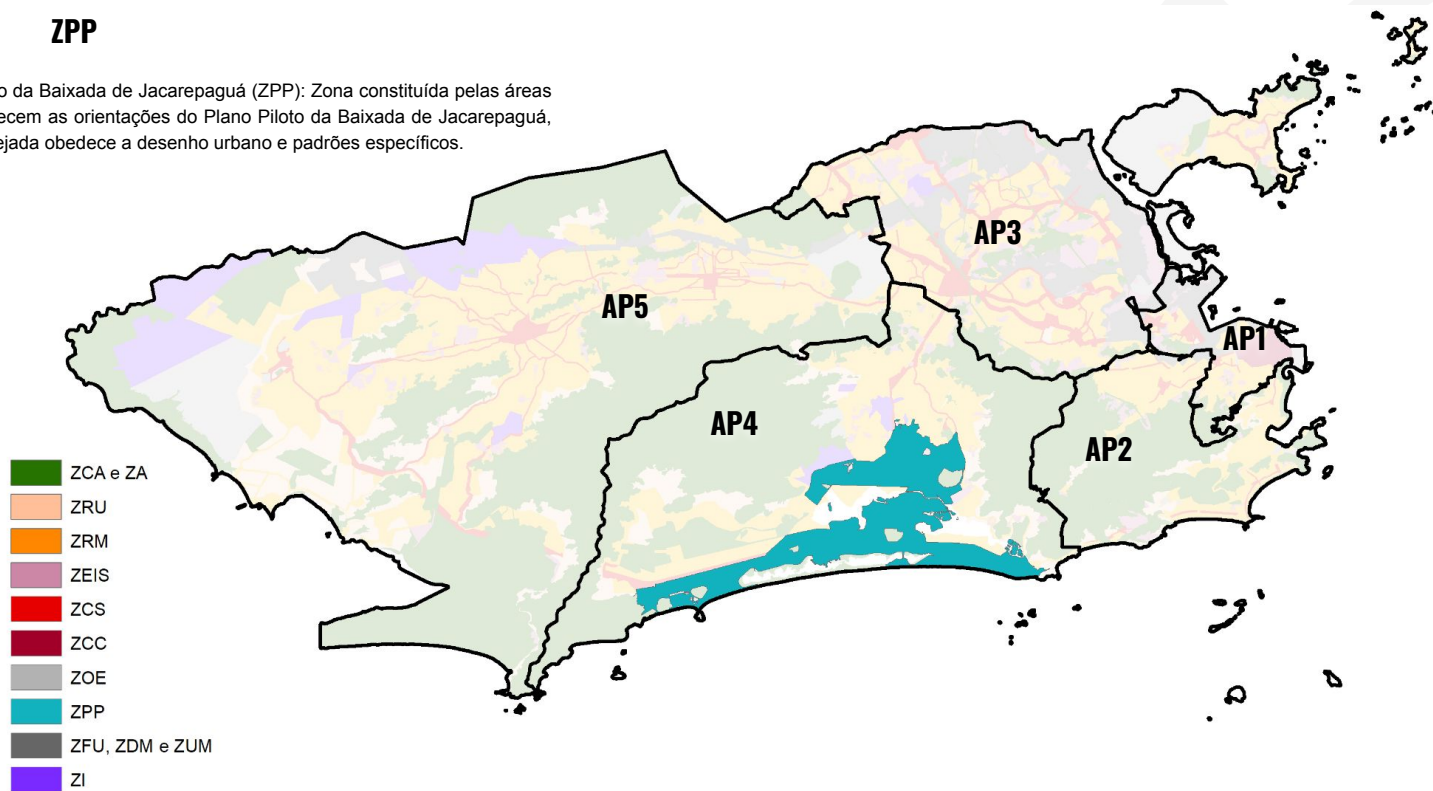 ZPP
o da Baixada de Jacarepaguá (ZPP): Zona constituída pelas áreas
ecem as orientações do Plano Piloto da Baixada de Jacarepaguá,
ejada obedece a desenho urbano e padrões específicos.
AP3
AP5
AP1
AP4
AP2
ZCA e ZA
ZRU
ZRM
ZEIS
ZCS
ZCC
ZOE
ZPP
ZFU, ZDM e ZUM
ZI